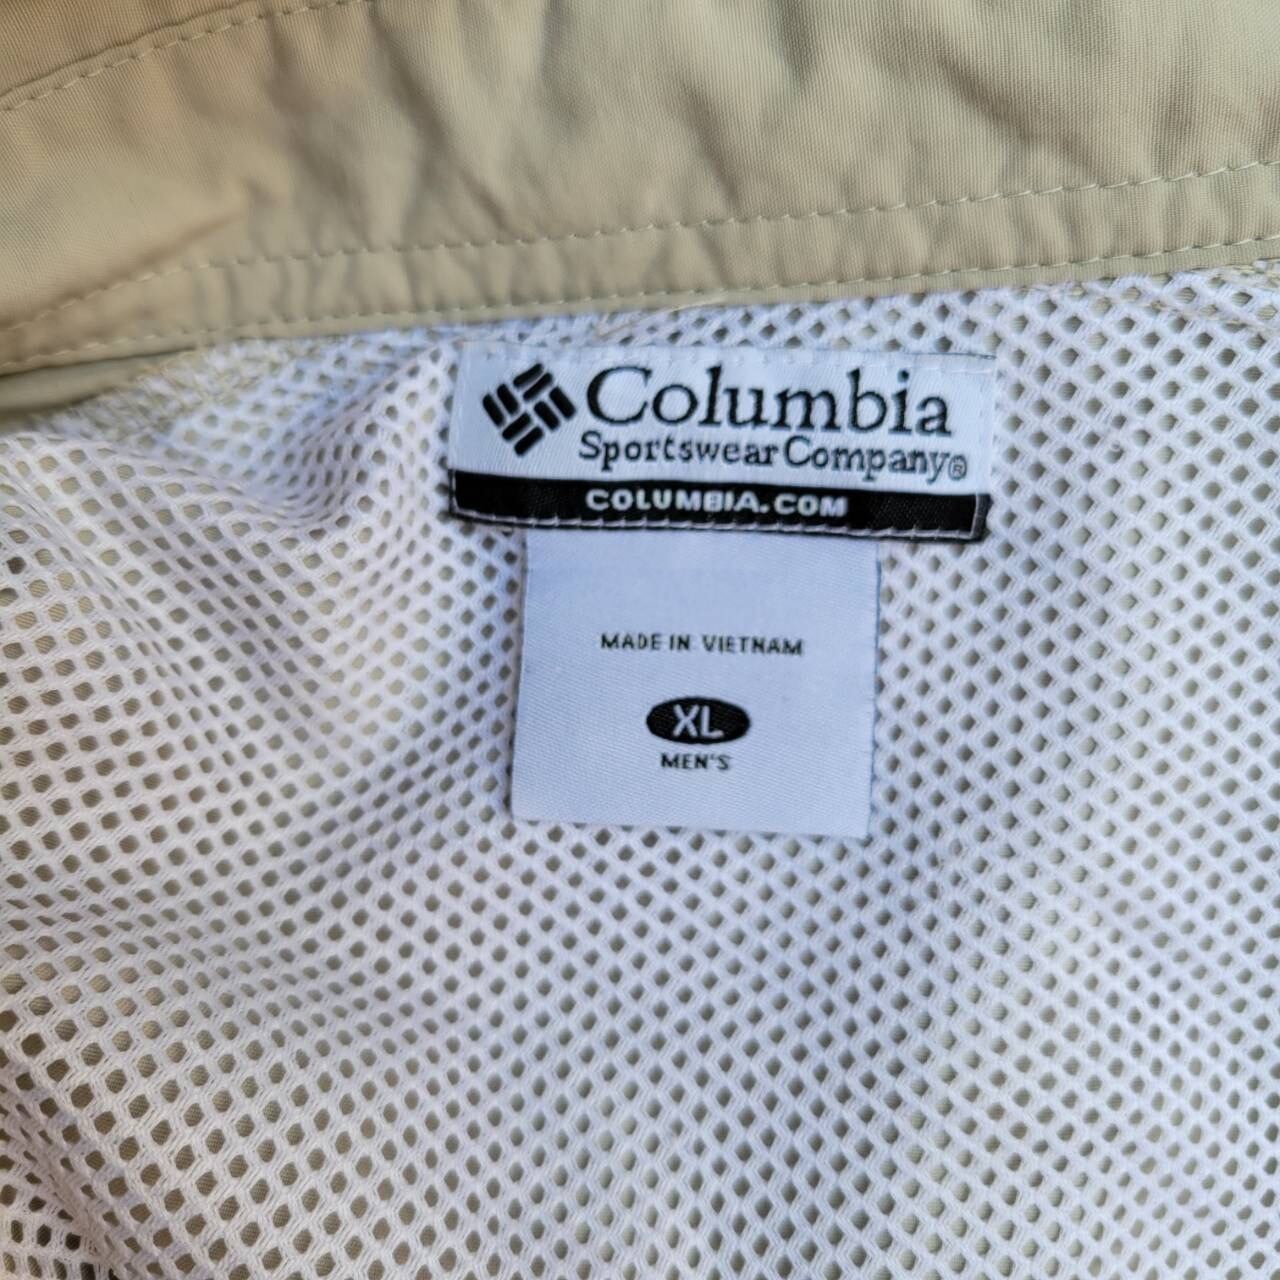 Columbia
Sportswear Company®
COLUMBIA.COM
MADE IN VIETNAM
XL
MEN'S